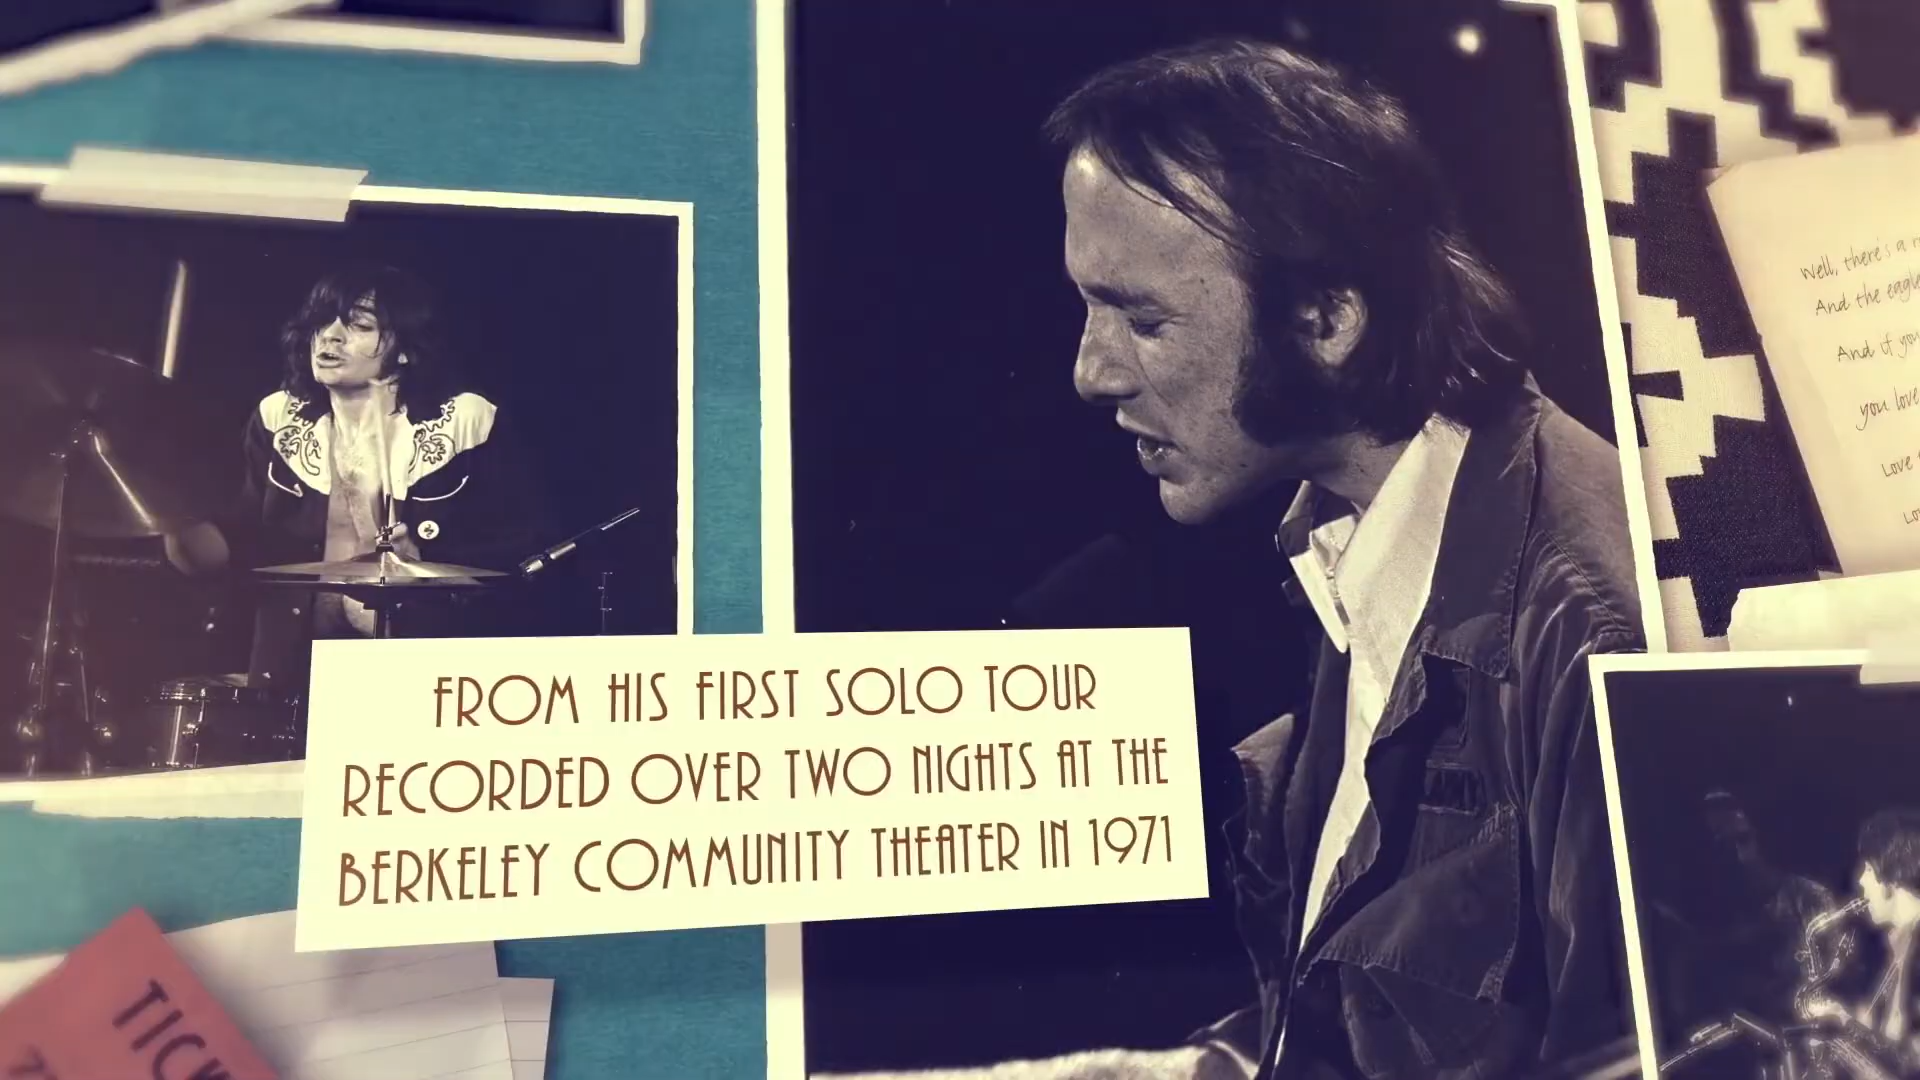 FROM HIS FIRST SOLO TOUR
RECORDED OVER TWO NIGHTS AT THE
BERKELEY COMMUNITY THEATER IN 1971
Well, there's a
And the eagle
And if you
you love
Love